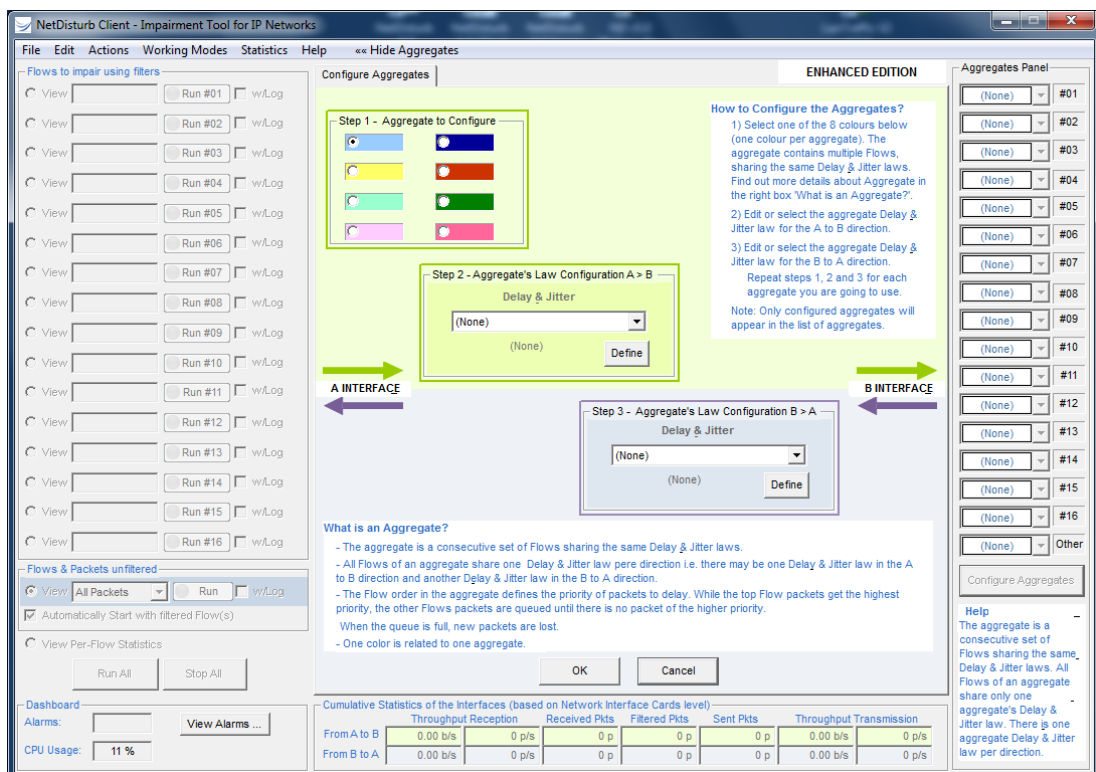 NetDisturb Client - Impairment Tool for IP Networks
File Edit Actions Working Modes Statistics Help «« Hide Aggregates
Flows to impair using filters
View Run #01 w/Log
View Run #02 w/Log
View Run #03 w/Log
View Run #04 w/Log
View Run #05 w/Log
View Run #06 w/Log
View Run #07 w/Log
View Run #08 w/Log
View Run #09 w/Log
View Run #10 w/Log
View Run #11 w/Log
View Run #12 w/Log
View Run #13 w/Log
View Run #14 w/Log
View Run #15 w/Log
View Run #16 w/Log
Flows & Packets unfiltered
View All Packets Run w/Log
Automatically Start with filtered Flow(s)
View Per-Flow Statistics
Run All Stop All
Dashboard
Alarms: View Alarms ...
CPU Usage: 11 %
Configure Aggregates
ENHANCED EDITION
Step 1 - Aggregate to Configure
How to Configure the Aggregates?
1) Select one of the 8 colours below
(one colour per aggregate). The
aggregate contains multiple Flows,
sharing the same Delay & Jitter laws.
Find out more details about Aggregate in
the right box 'What is an Aggregate?'.
2) Edit or select the aggregate Delay &
Jitter law for the A to B direction.
3) Edit or select the aggregate Delay &
Jitter law for the B to A direction.
Repeat steps 1, 2 and 3 for each
aggregate you are going to use.
Note: Only configured aggregates will
appear in the list of aggregates.
Step 2 - Aggregate's Law Configuration A > B
Delay & Jitter
(None)
(None)
Define
A INTERFACE
B INTERFACE
Step 3 - Aggregate's Law Configuration B > A
Delay & Jitter
(None)
(None)
Define
What is an Aggregate?
- The aggregate is a consecutive set of Flows sharing the same Delay & Jitter laws.
- All Flows of an aggregate share one Delay & Jitter law pere direction i.e. there may be one Delay & Jitter law in the A
to B direction and another Delay & Jitter law in the B to A direction.
- The Flow order in the aggregate defines the priority of packets to delay. While the top Flow packets get the highest
priority, the other Flows packets are queued until there is no packet of the higher priority.
When the queue is full, new packets are lost.
- One color is related to one aggregate.
OK Cancel
Cumulative Statistics of the Interfaces (based on Network Interface Cards level)
Throughput Reception Received Pkts Filtered Pkts Sent Pkts Throughput Transmission
From A to B 0.00 b/s 0 p/s 0 p 0 p 0 p 0.00 b/s 0 p/s
From B to A 0.00 b/s 0 p/s 0 p 0 p 0 p 0.00 b/s 0 p/s
Aggregates Panel
(None) #01
(None) #02
(None) #03
(None) #04
(None) #05
(None) #06
(None) #07
(None) #08
(None) #09
(None) #10
(None) #11
(None) #12
(None) #13
(None) #14
(None) #15
(None) #16
(None) Other
Configure Aggregates
Help
The aggregate is a
consecutive set of
Flows sharing the same
Delay & Jitter laws. All
Flows of an aggregate
share only one
aggregate's Delay &
Jitter law. There is one
aggregate Delay & Jitter
law per direction.